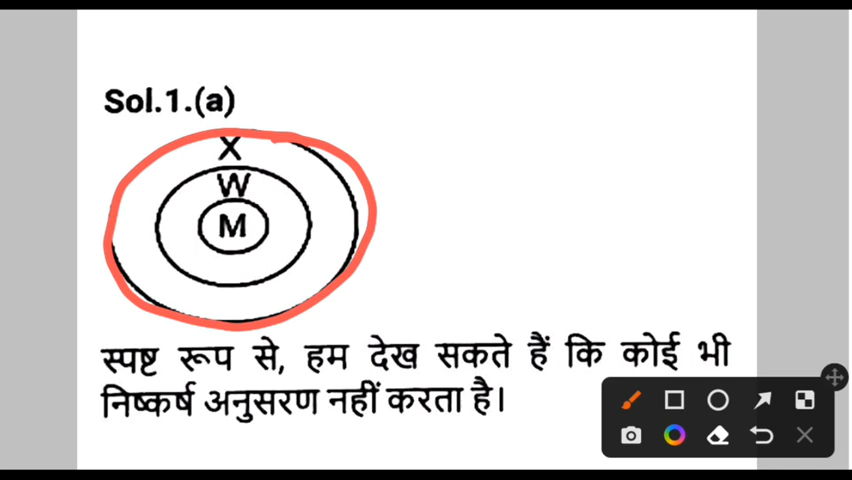 Sol.1.(a)
X
W
M
स्पष्ट रूप से, हम देख सकते हैं कि कोई भी
निष्कर्ष अनुसरण नहीं करता है।